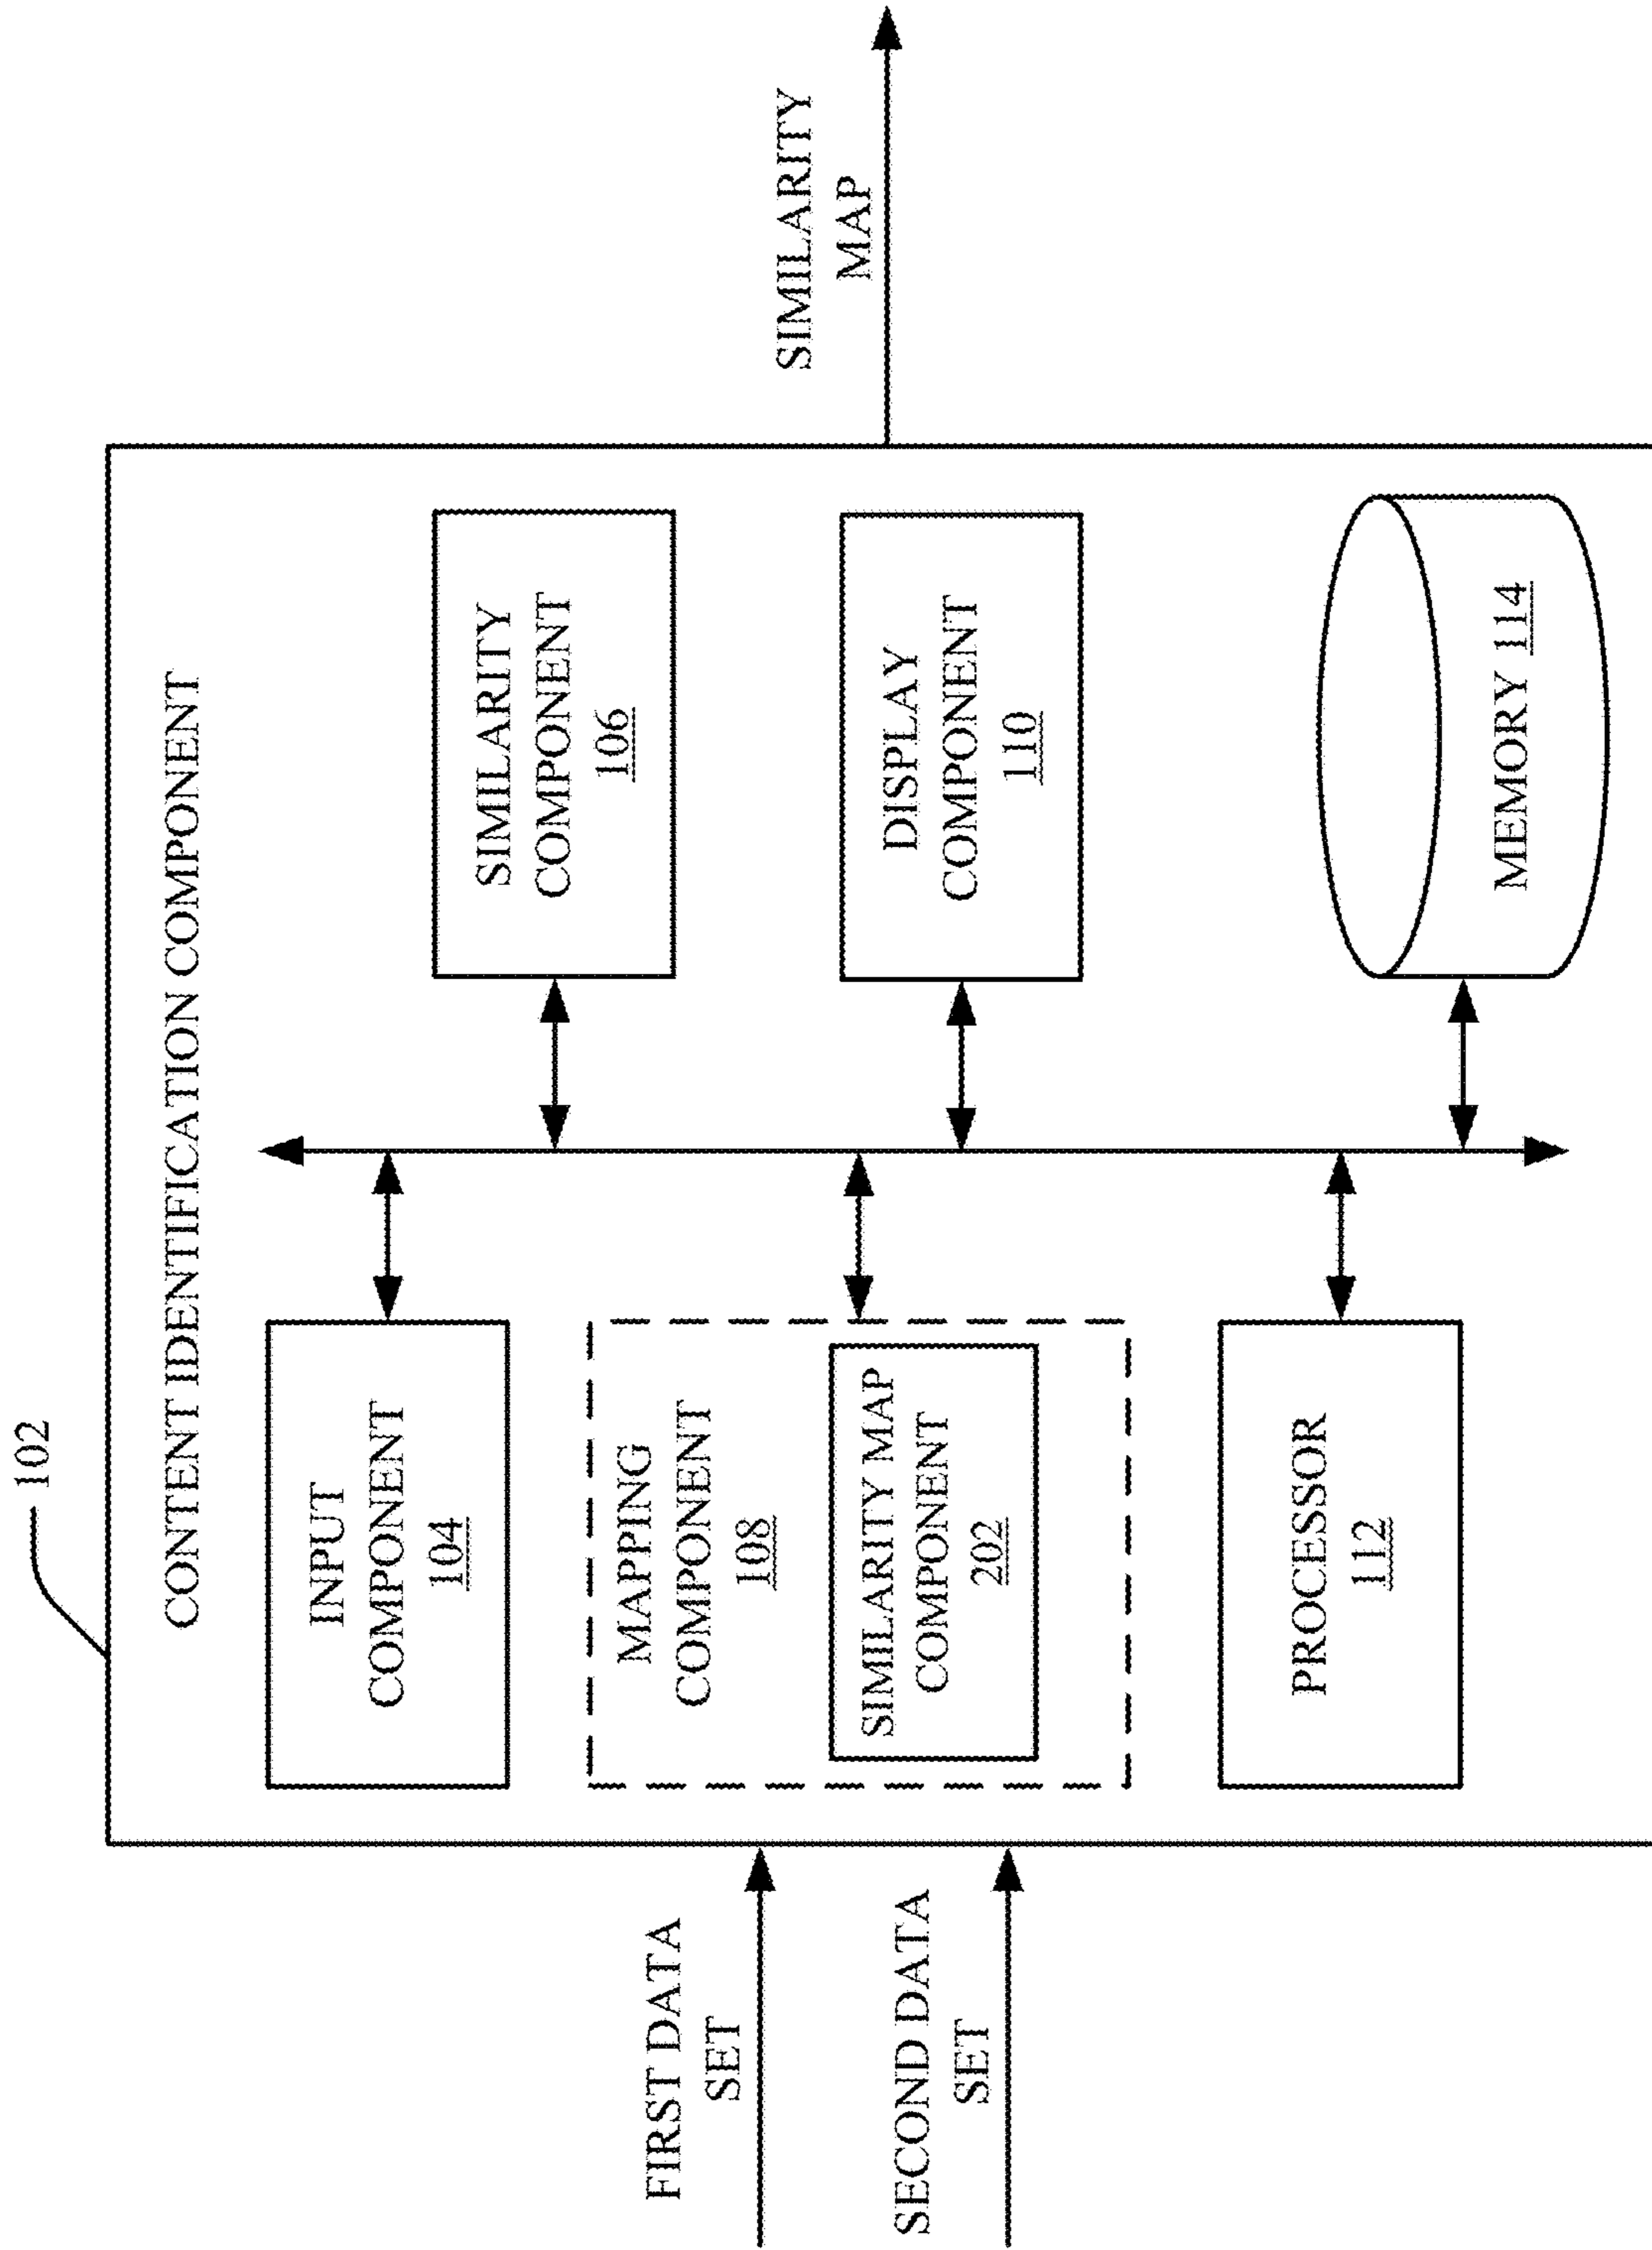 102
CONTENT IDENTIFICATION COMPONENT
FIRST DATA
SET
SECOND DATA
SET
INPUT
COMPONENT
104
MAPPING
COMPONENT
108
SIMILARITY MAP
COMPONENT
202
PROCESSOR
112
SIMILARITY
COMPONENT
106
DISPLAY
COMPONENT
110
MEMORY 114
SIMILARITY
MAP